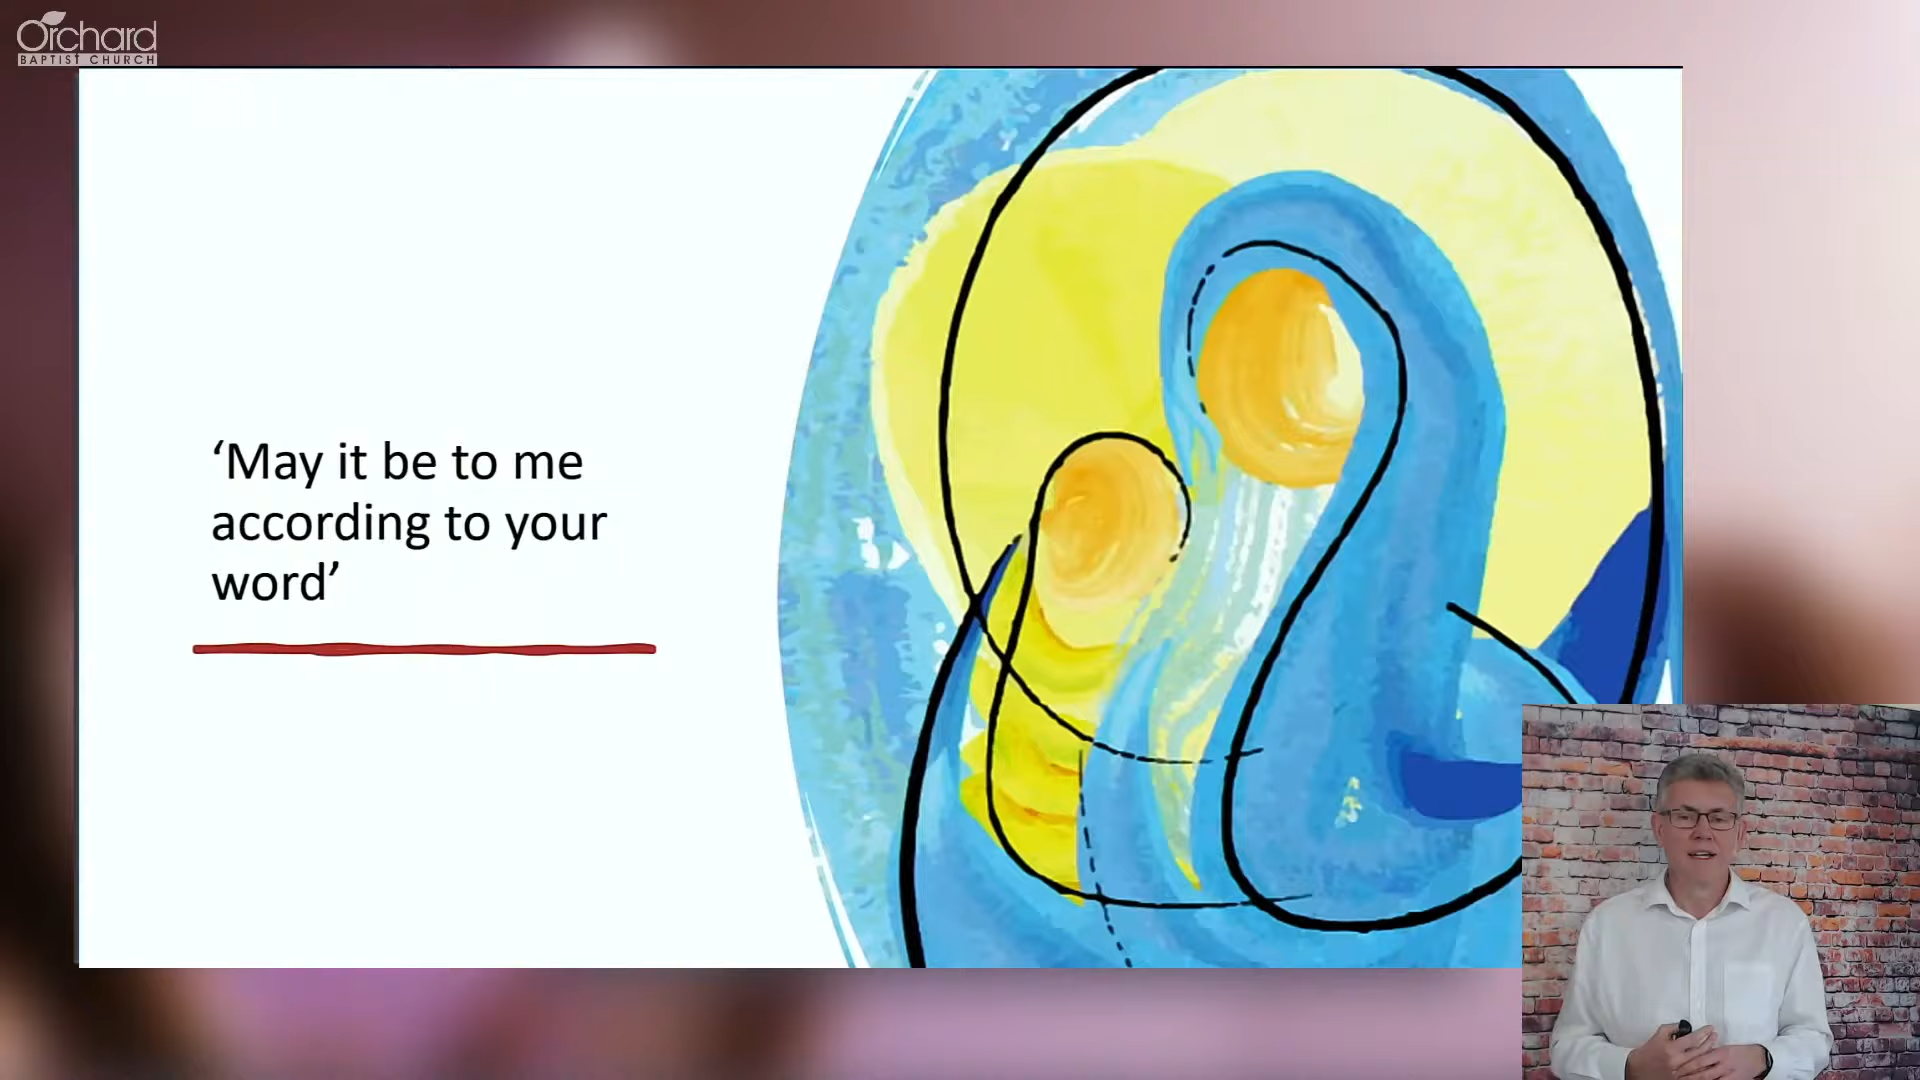 Orchard
BAPTIST CHURCH
‘May it be to me
according to your
word’